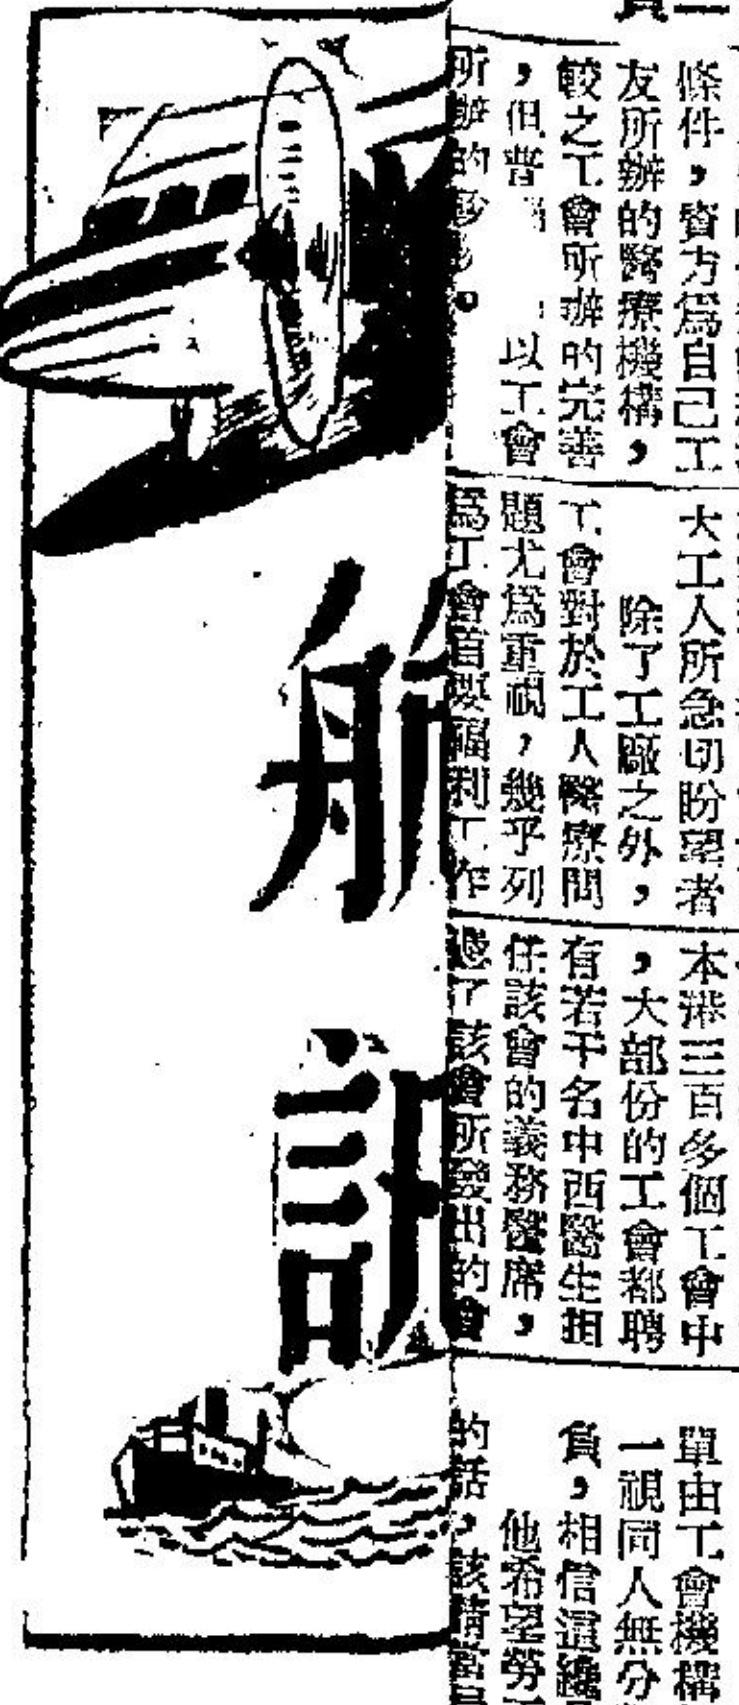 條件，資方爲自己工
友所辦的醫療機構，
較之工會所辦的完善
，但普 以工會
所辦的多。
大工人所急切盼望者
除了工廠之外，
工會對於工人醫療問
題尤爲重視，幾乎列
爲工會首要福利工作
本港三百多個工會中
，大部份的工會都聘
有若干名中西醫生担
任該會的義務醫席，
了該會所發出的會
單由工會機構
一視同人無分
負，相信這
他希望勞
的話，該
航訊